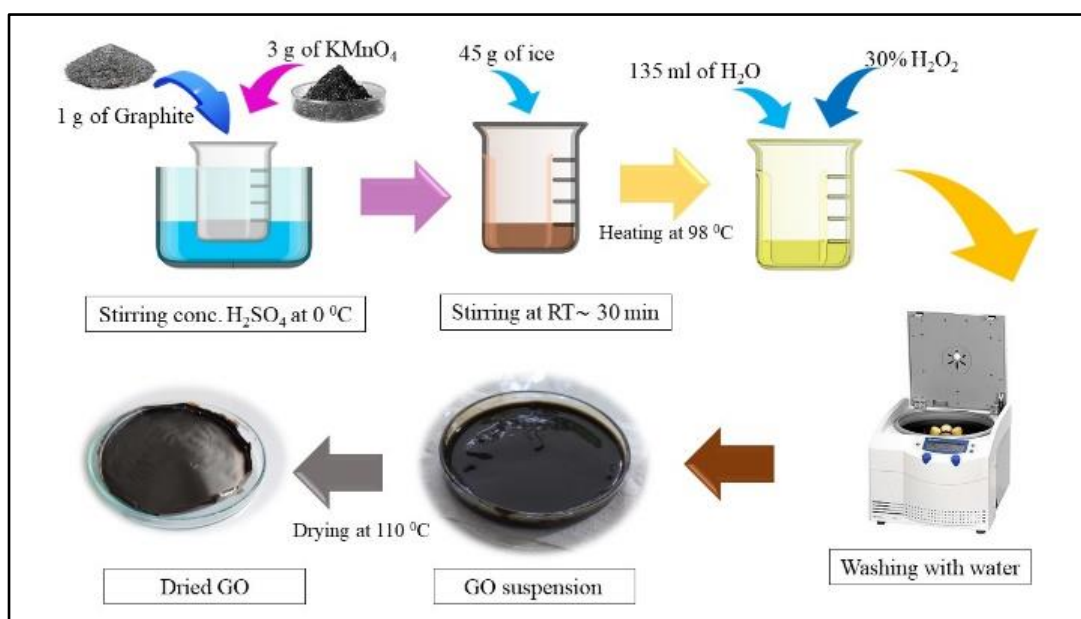 3 g of KMnO₄
1 g of Graphite
45 g of ice
135 ml of H₂O
30% H₂O₂
Heating at 98 ⁰C
Stirring conc. H₂SO₄ at 0 ⁰C
Stirring at RT~ 30 min
Washing with water
Drying at 110 ⁰C
GO suspension
Dried GO